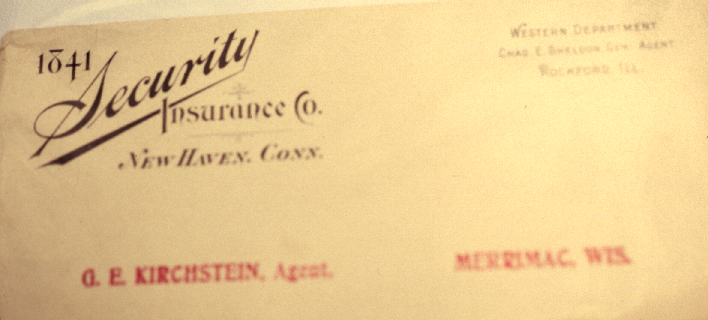 1841
Security
Insurance Co.
New Haven, Conn.
Western Department
Chas. E. Sheldon, Gen. Agent
Rockford Ill.
G. E. KIRCHSTEIN, Agent,
MERRIMAC, WIS.